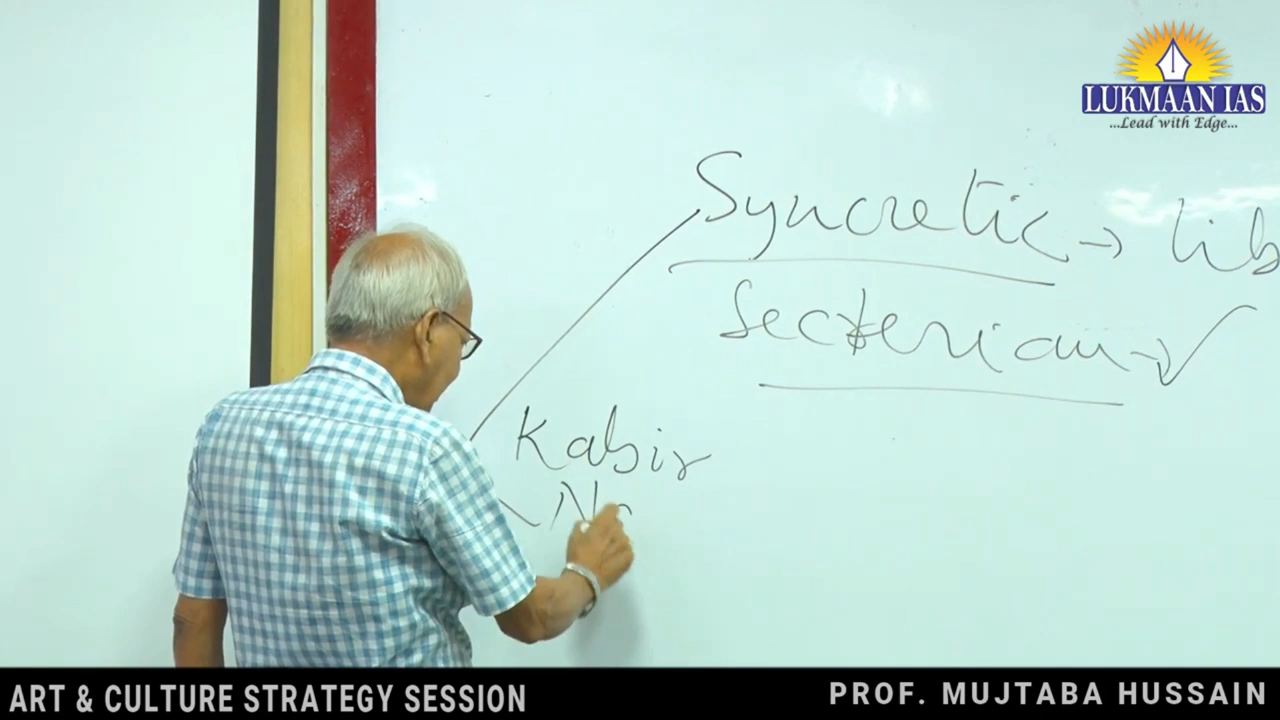 LUKMAAN IAS
...Lead with Edge...
Syncretic → lib
Secterian →
Kabir
ART & CULTURE STRATEGY SESSION
PROF. MUJTABA HUSSAIN